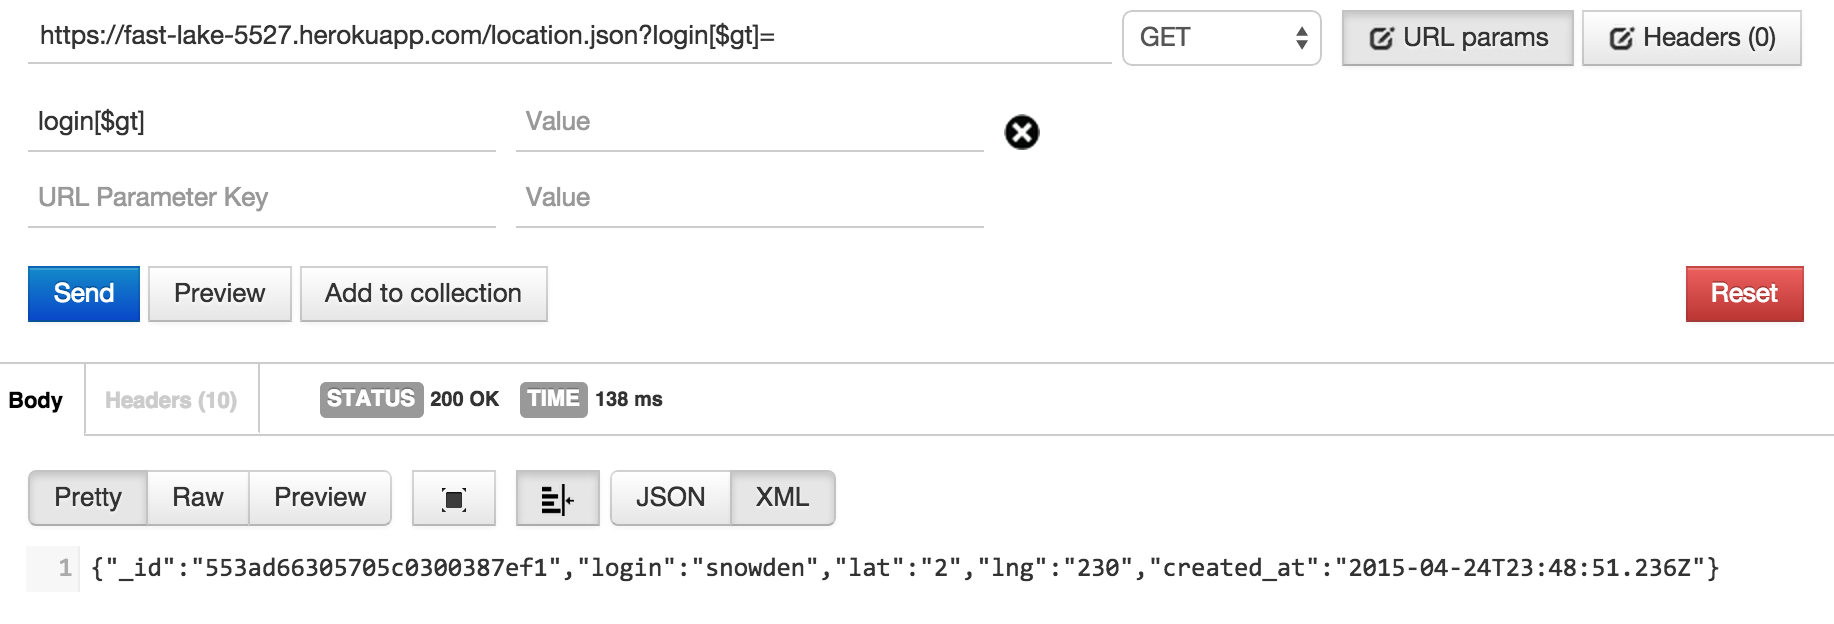 https://fast-lake-5527.herokuapp.com/location.json?login[$gt]= GET URL params Headers (0)
login[$gt] Value
URL Parameter Key Value
Send Preview Add to collection Reset
Body Headers (10) STATUS 200 OK TIME 138 ms
Pretty Raw Preview JSON XML
1 {"_id":"553ad66305705c0300387ef1","login":"snowden","lat":"2","lng":"230","created_at":"2015-04-24T23:48:51.236Z"}